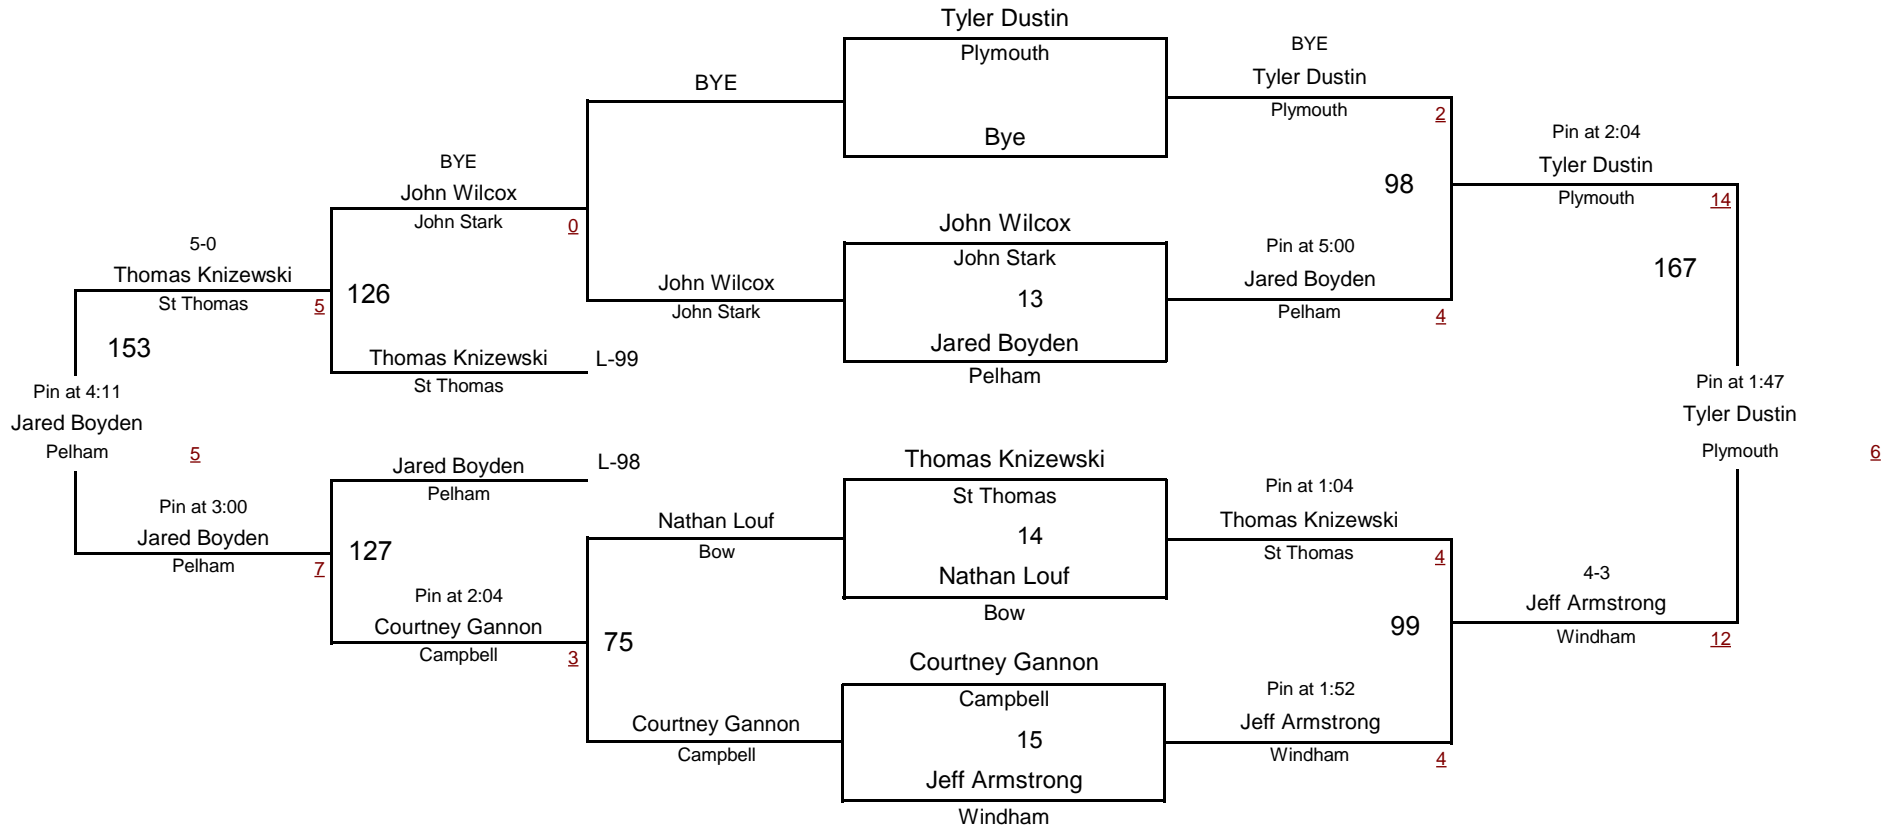 Tyler Dustin
Plymouth
BYE
Bye
BYE
Tyler Dustin
Plymouth
2
Pin at 2:04
Tyler Dustin
Plymouth
14
98
167
BYE
John Wilcox
John Stark
0
5-0
Thomas Knizewski
St Thomas
5
126
153
John Wilcox
John Stark
John Wilcox
John Stark
13
Jared Boyden
Pelham
Pin at 5:00
Jared Boyden
Pelham
4
Thomas Knizewski
St Thomas
L-99
Pin at 4:11
Jared Boyden
Pelham
5
Pin at 1:47
Tyler Dustin
Plymouth
6
Jared Boyden
Pelham
L-98
Pin at 3:00
Jared Boyden
Pelham
7
127
Nathan Louf
Bow
Thomas Knizewski
St Thomas
14
Nathan Louf
Bow
Pin at 1:04
Thomas Knizewski
St Thomas
4
Pin at 2:04
Courtney Gannon
Campbell
3
75
99
4-3
Jeff Armstrong
Windham
12
Courtney Gannon
Campbell
Courtney Gannon
Campbell
15
Jeff Armstrong
Windham
Pin at 1:52
Jeff Armstrong
Windham
4